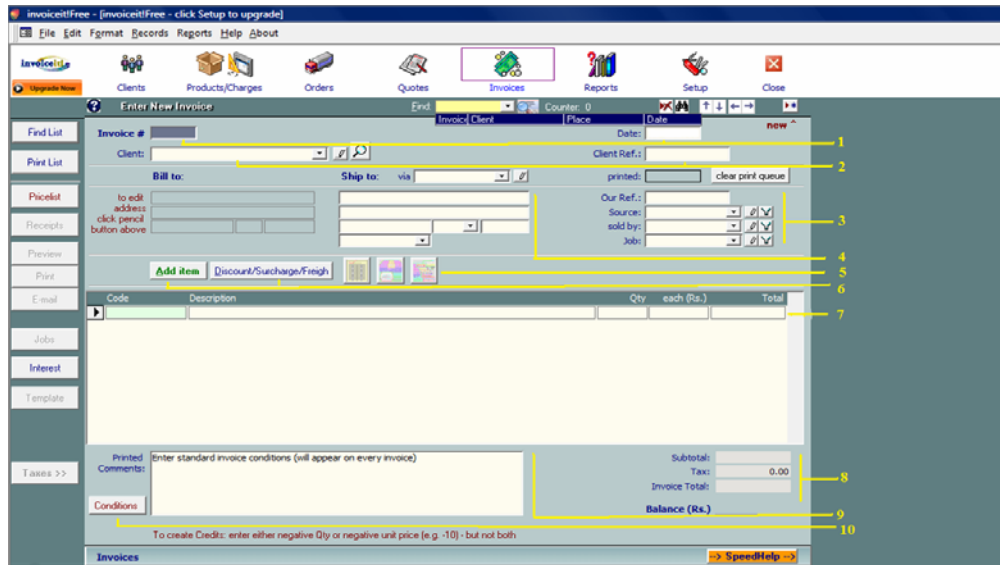 invoiceit!Free - [invoiceit!Free - click Setup to upgrade]
File Edit Format Records Reports Help About
invoiceit!
Upgrade Now
Clients Products/Charges Orders Quotes Invoices Reports Setup Close
Enter New Invoice Find: Counter: 0
Invoice Client Place Date
new ^
Find List
Invoice # Date: 1
Client: Client Ref.: 2
Print List
Bill to: Ship to: via printed: clear print queue
Pricelist
to edit
address
click pencil
button above
Our Ref.:
Source: 3
sold by:
Job:
Receipts
Preview
4
Print
Add item Discount/Surcharge/Freigh 5
6
E-mail
Code Description Qty each (Rs.) Total
7
Jobs
Interest
Template
Taxes >>
Printed
Comments:
Enter standard invoice conditions (will appear on every invoice)
Subtotal:
Tax: 0.00
Invoice Total: 8
Conditions
Balance (Rs.)
9
10
To create Credits: enter either negative Qty or negative unit price (e.g. -10) - but not both
Invoices --> SpeedHelp -->